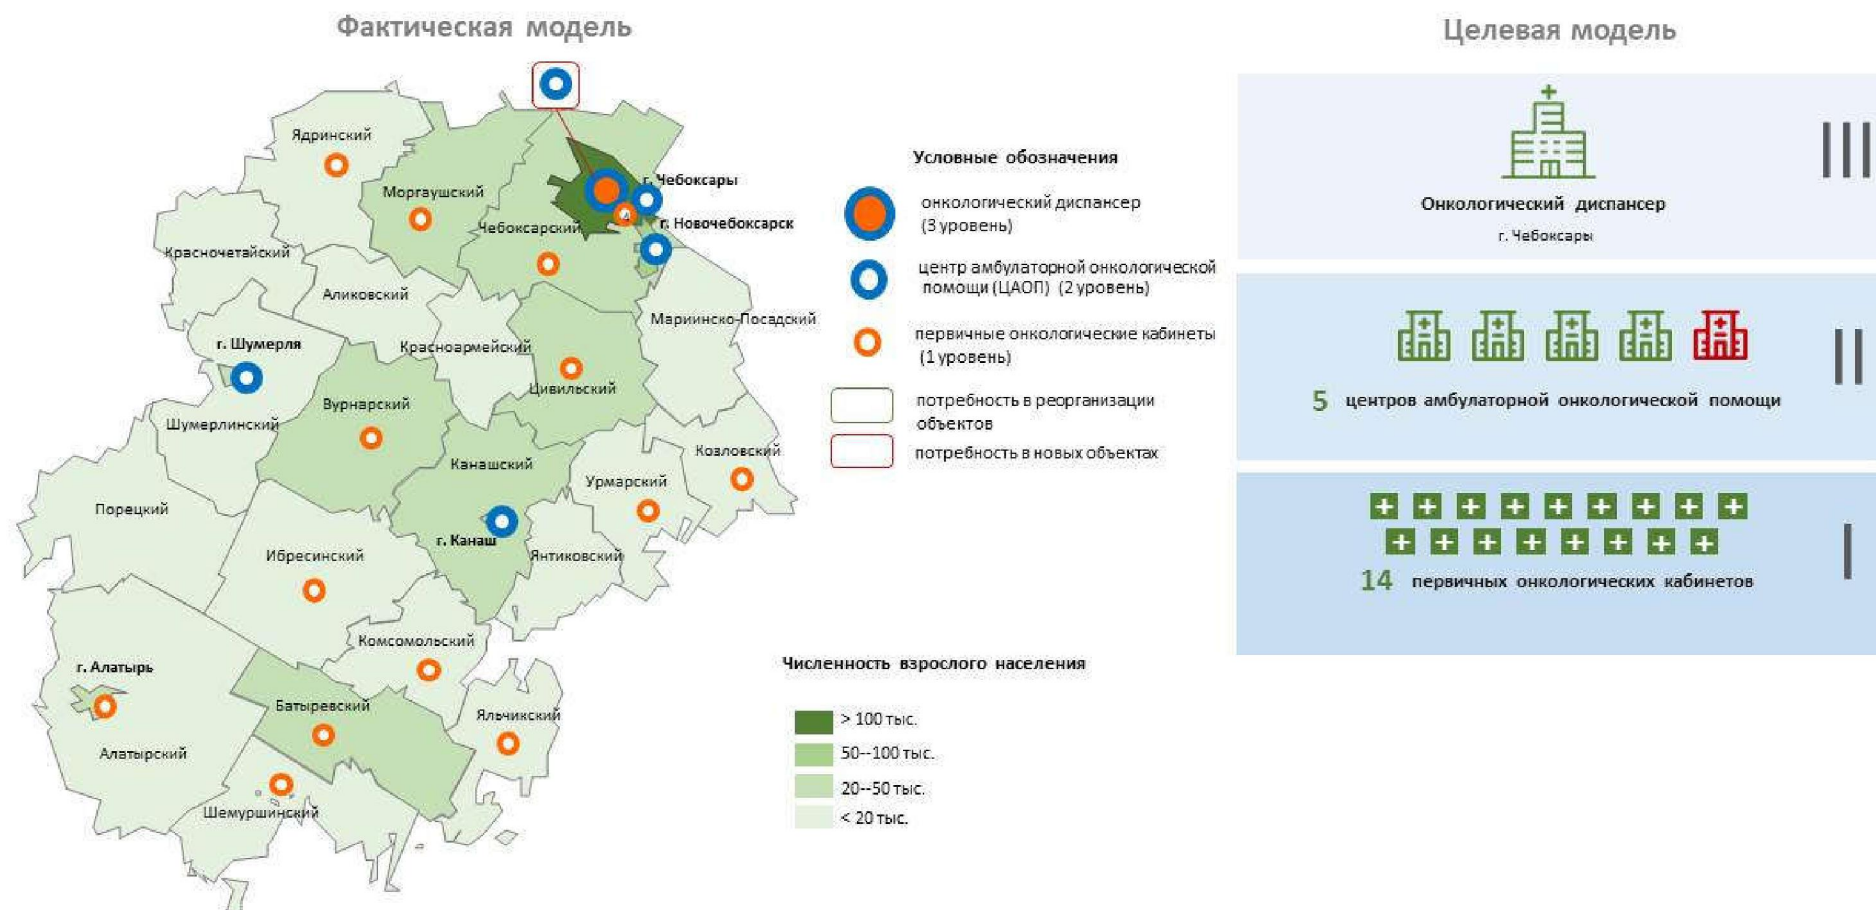 Фактическая модель
Целевая модель
Ядринский
Моргаушский
г. Чебоксары
Чебоксарский
4
г. Новочебоксарск
Красночетайский
Аликовский
Мариинско-Посадский
г. Шумерля
Красноармейский
Цивильский
Вурнарский
Шумерлинский
Канашский
Козловский
Урмарский
Порецкий
г. Канаш
Ибресинский
Янтиковский
Комсомольский
г. Алатырь
Батыревский
Яльчикский
Алатырский
Шемуршинский
Условные обозначения
онкологический диспансер
(3 уровень)
центр амбулаторной онкологической
помощи (ЦАОП) (2 уровень)
первичные онкологические кабинеты
(1 уровень)
потребность в реорганизации
объектов
потребность в новых объектах
Численность взрослого населения
> 100 тыс.
50--100 тыс.
20--50 тыс.
< 20 тыс.
Онкологический диспансер
г. Чебоксары
III
5 центров амбулаторной онкологической помощи
II
14 первичных онкологических кабинетов
I